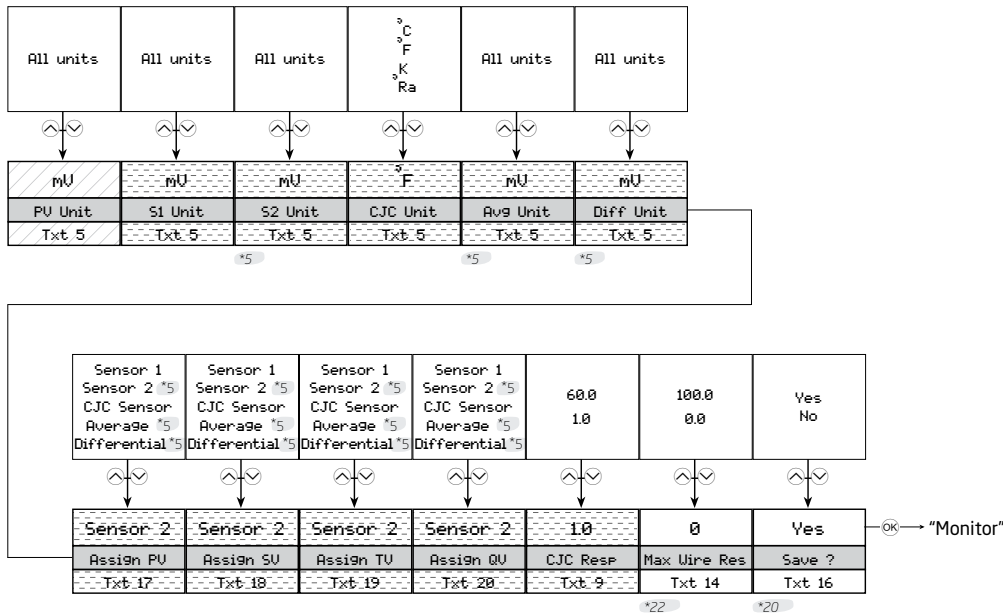 All units All units All units °C All units All units
°F
°K
°Ra
mV mV mV °F mV mV
PV Unit S1 Unit S2 Unit CJC Unit Avg Unit Diff Unit
Txt 5 Txt 5 Txt 5 Txt 5 Txt 5 Txt 5
*5 *5 *5
Sensor 1 Sensor 1 Sensor 1 Sensor 1 60.0 100.0 Yes
Sensor 2 *5 Sensor 2 *5 Sensor 2 *5 Sensor 2 *5 1.0 0.0 No
CJC Sensor CJC Sensor CJC Sensor CJC Sensor
Average *5 Average *5 Average *5 Average *5
Differential*5 Differential*5 Differential*5 Differential*5
Sensor 2 Sensor 2 Sensor 2 Sensor 2 10 0 Yes OK "Monitor"
Assign PV Assign SV Assign TV Assign QV CJC Resp Max Wire Res Save ?
Txt 17 Txt 18 Txt 19 Txt 20 Txt 9 Txt 14 Txt 16
*22 *20